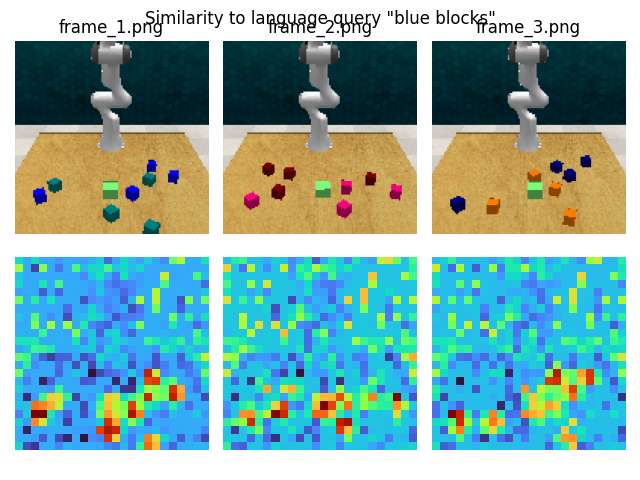 Similarity to language query "blue blocks"
frame_1.png frame_2.png frame_3.png